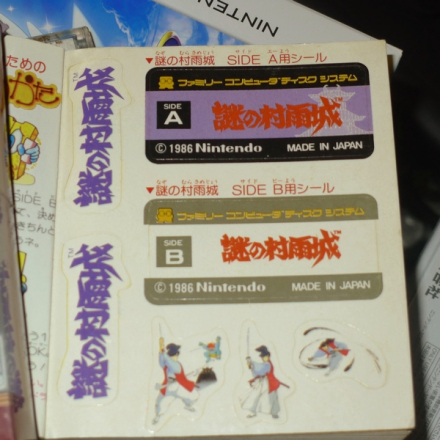 NINTEN
ための
かた
SIDE B
謎の村雨城
謎の村雨城
▼謎の村雨城 SIDE A用シール
ファミリー コンピュータ ディスク システム
SIDE
A
謎の村雨城
© 1986 Nintendo MADE IN JAPAN
▼謎の村雨城 SIDE B用シール
ファミリー コンピュータ ディスク システム
SIDE
B
謎の村雨城
© 1986 Nintendo MADE IN JAPAN